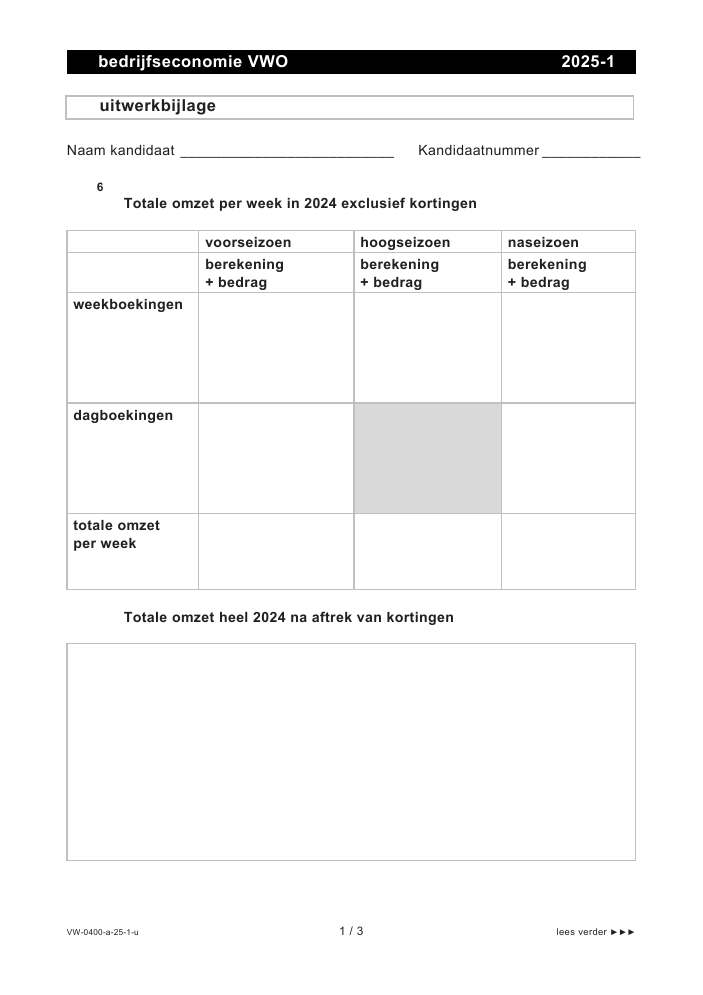 bedrijfseconomie VWO 2025-1
uitwerkbijlage
Naam kandidaat __________________________ Kandidaatnummer ____________
6
Totale omzet per week in 2024 exclusief kortingen
voorseizoen hoogseizoen naseizoen
berekening berekening berekening
+ bedrag + bedrag + bedrag
weekboekingen
dagboekingen
totale omzet
per week
Totale omzet heel 2024 na aftrek van kortingen
VW-0400-a-25-1-u 1 / 3 lees verder ►►►